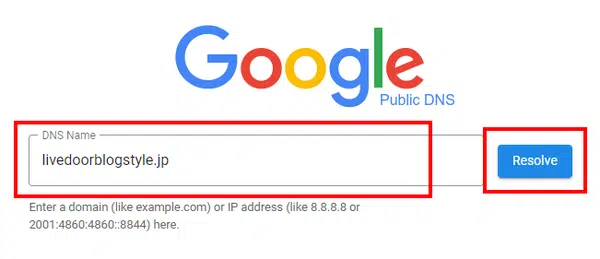 Google
Public DNS
DNS Name
livedoorblogstyle.jp
Resolve
Enter a domain (like example.com) or IP address (like 8.8.8.8 or
2001:4860:4860::8844) here.